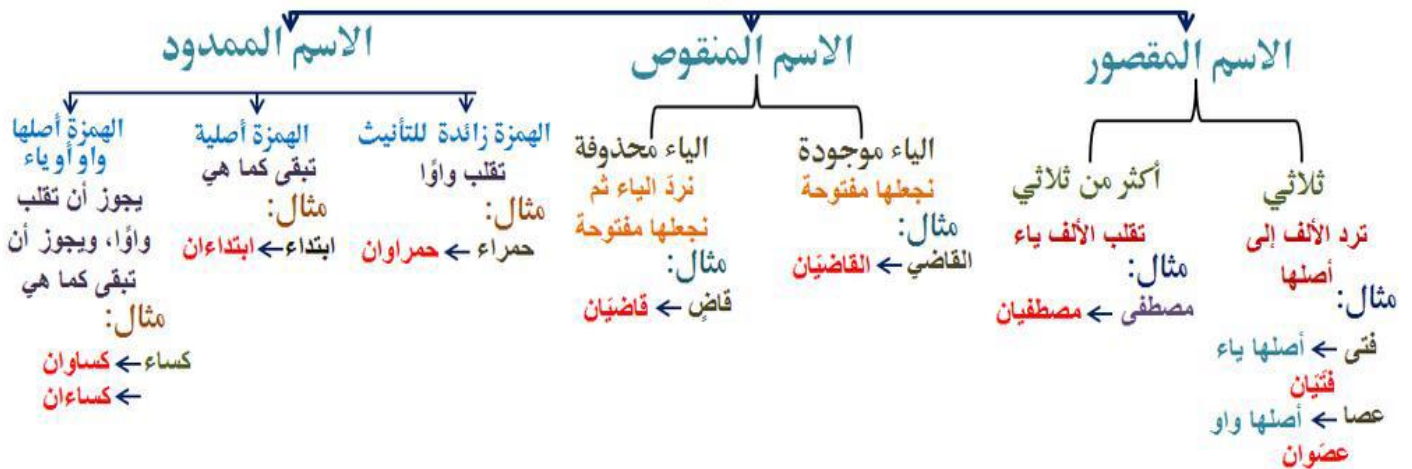 الاسم المقصور
ثلاثي
ترد الألف إلى
أصلها
مثال:
فتى ← أصلها ياء
فتَيَان
عصا ← أصلها واو
عصَوان
أكثر من ثلاثي
تقلب الألف ياء
مثال:
مصطفى ← مصطفيان
الاسم المنقوص
الياء موجودة
نجعلها مفتوحة
مثال:
القاضي ← القاضيَان
الياء محذوفة
نردّ الياء ثم
نجعلها مفتوحة
مثال:
قاضٍ ← قاضيَان
الاسم الممدود
الهمزة زائدة للتأنيث
تقلب واوًا
مثال:
حمراء ← حمراوان
الهمزة أصلية
تبقى كما هي
مثال:
ابتداء ← ابتداءان
الهمزة أصلها
واو أو ياء
يجوز أن تقلب
واوًا، ويجوز أن
تبقى كما هي
مثال:
كساء ← كساوان
← كساءان